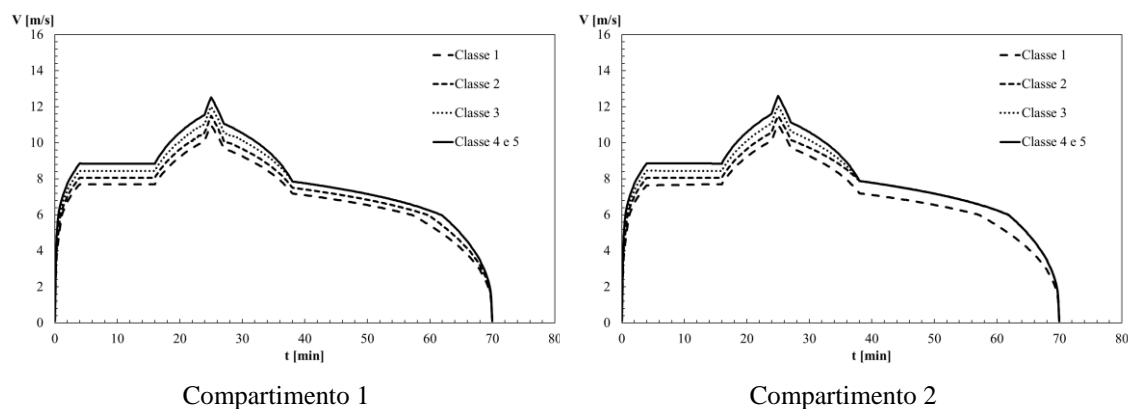 V [m/s]
16
14
12
10
8
6
4
2
0
0 10 20 30 40 50 60 70 80
t [min]
Classe 1
Classe 2
Classe 3
Classe 4 e 5
Compartimento 1
V [m/s]
16
14
12
10
8
6
4
2
0
0 10 20 30 40 50 60 70 80
t [min]
Classe 1
Classe 2
Classe 3
Classe 4 e 5
Compartimento 2